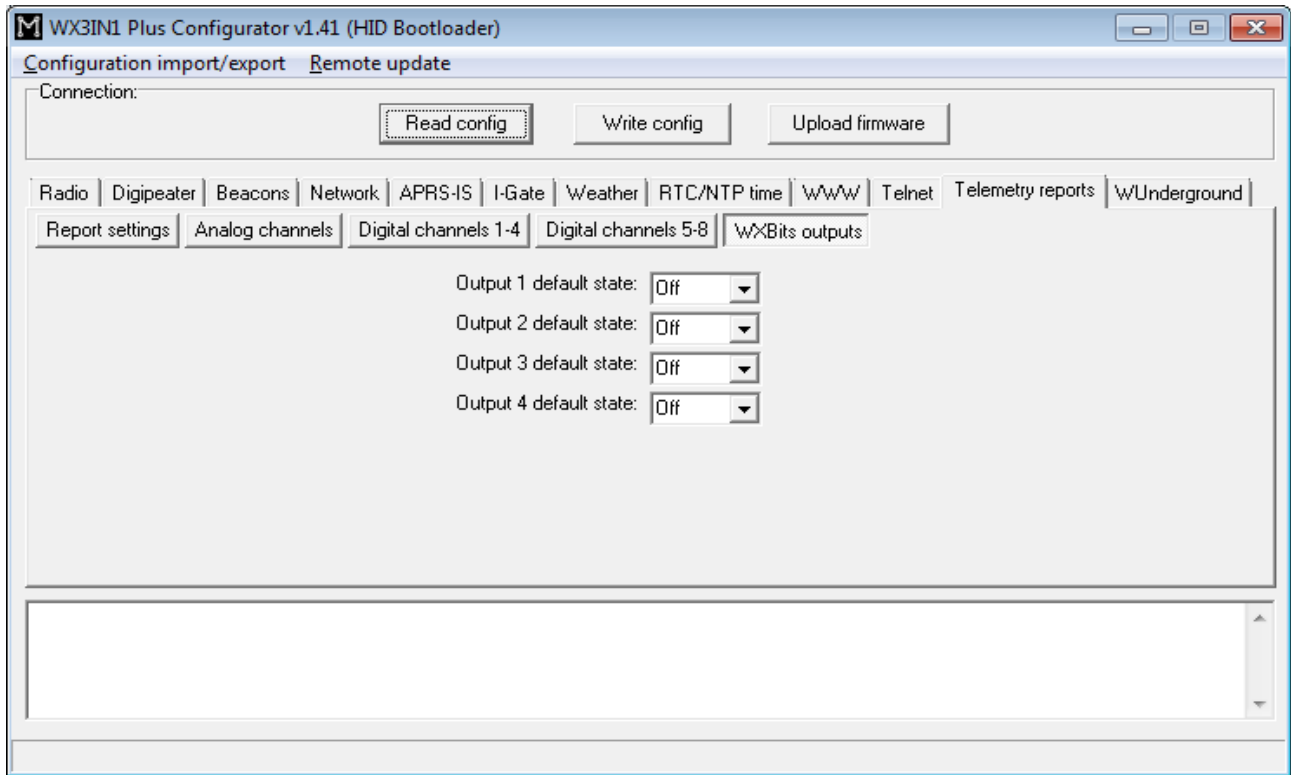 WX3IN1 Plus Configurator v1.41 (HID Bootloader)
Configuration import/export Remote update
Connection:
Read config Write config Upload firmware
Radio Digipeater Beacons Network APRS-IS I-Gate Weather RTC/NTP time WWW Telnet Telemetry reports WUnderground
Report settings Analog channels Digital channels 1-4 Digital channels 5-8 WXBits outputs
Output 1 default state: Off
Output 2 default state: Off
Output 3 default state: Off
Output 4 default state: Off